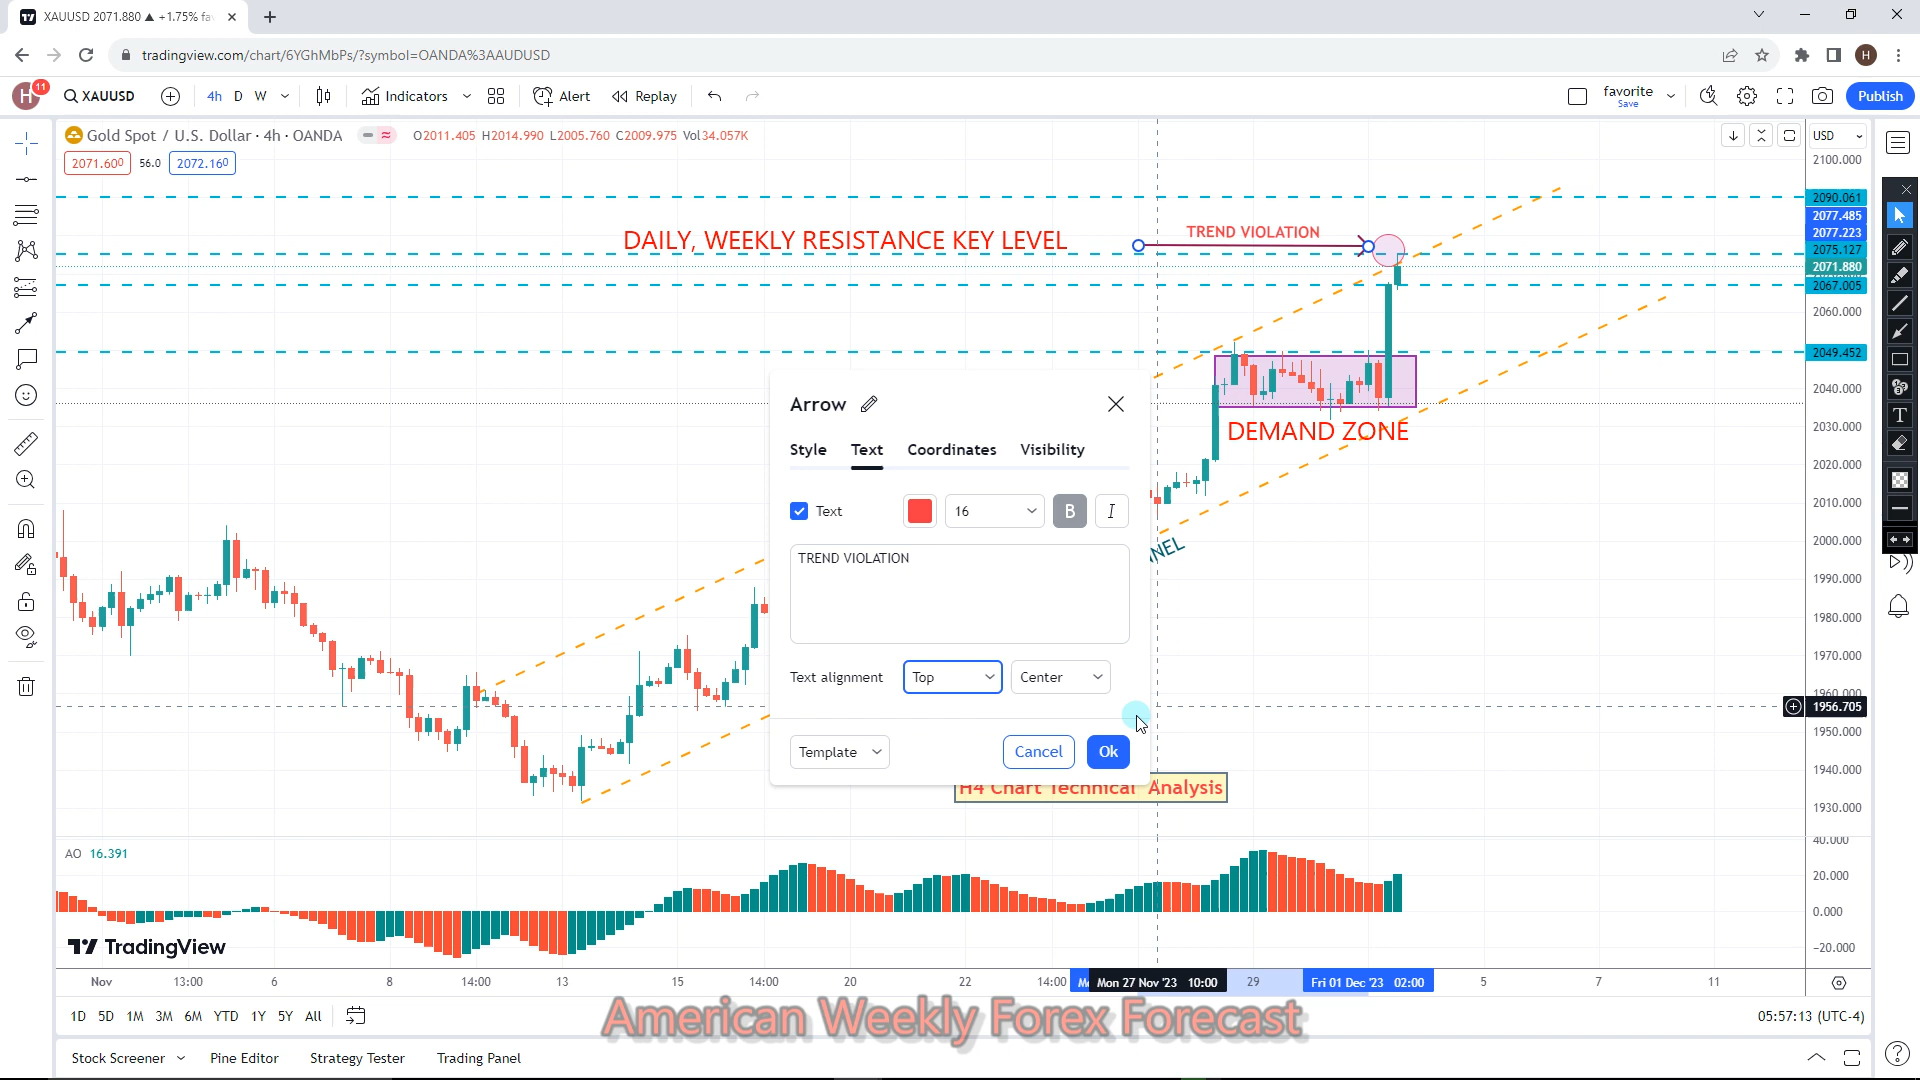 XAUUSD 2071.880 ▲ +1.75% fa
tradingview.com/chart/6YGhMbPs/?symbol=OANDA%3AAUDUSD
H
H 11 XAUUSD 4h D W Indicators Alert Replay favorite Save Publish
Gold Spot / U.S. Dollar · 4h · OANDA O2011.405 H2014.990 L2005.760 C2009.975 Vol34.057K
USD
2071.600 56.0 2072.160
2100.000
2090.061
2077.485
2077.223
2075.127
2071.880
2067.005
2060.000
2049.452
2040.000
2030.000
2020.000
2010.000
2000.000
1990.000
1980.000
1970.000
1960.000
1956.705
1950.000
1940.000
1930.000
DAILY, WEEKLY RESISTANCE KEY LEVEL
TREND VIOLATION
DEMAND ZONE
NEL
Arrow
Style Text Coordinates Visibility
Text 16 B I
TREND VIOLATION
Text alignment Top Center
Template Cancel Ok
H4 Chart Technical Analysis
AO 16.391
40.000
20.000
0.000
−20.000
TradingView
Nov 13:00 6 8 14:00 13 15 14:00 20 22 14:00 Mon 27 Nov '23 10:00 29 Fri 01 Dec '23 02:00 5 7 11
1D 5D 1M 3M 6M YTD 1Y 5Y All
05:57:13 (UTC-4)
American Weekly Forex Forecast
Stock Screener Pine Editor Strategy Tester Trading Panel